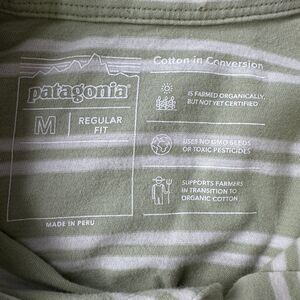 patagonia
M
REGULAR
FIT
MADE IN PERU
Cotton in Conversion
IS FARMED ORGANICALLY,
BUT NOT YET CERTIFIED
USES NO GMO SEEDS
OR TOXIC PESTICIDES
SUPPORTS FARMERS
IN TRANSITION TO
ORGANIC COTTON